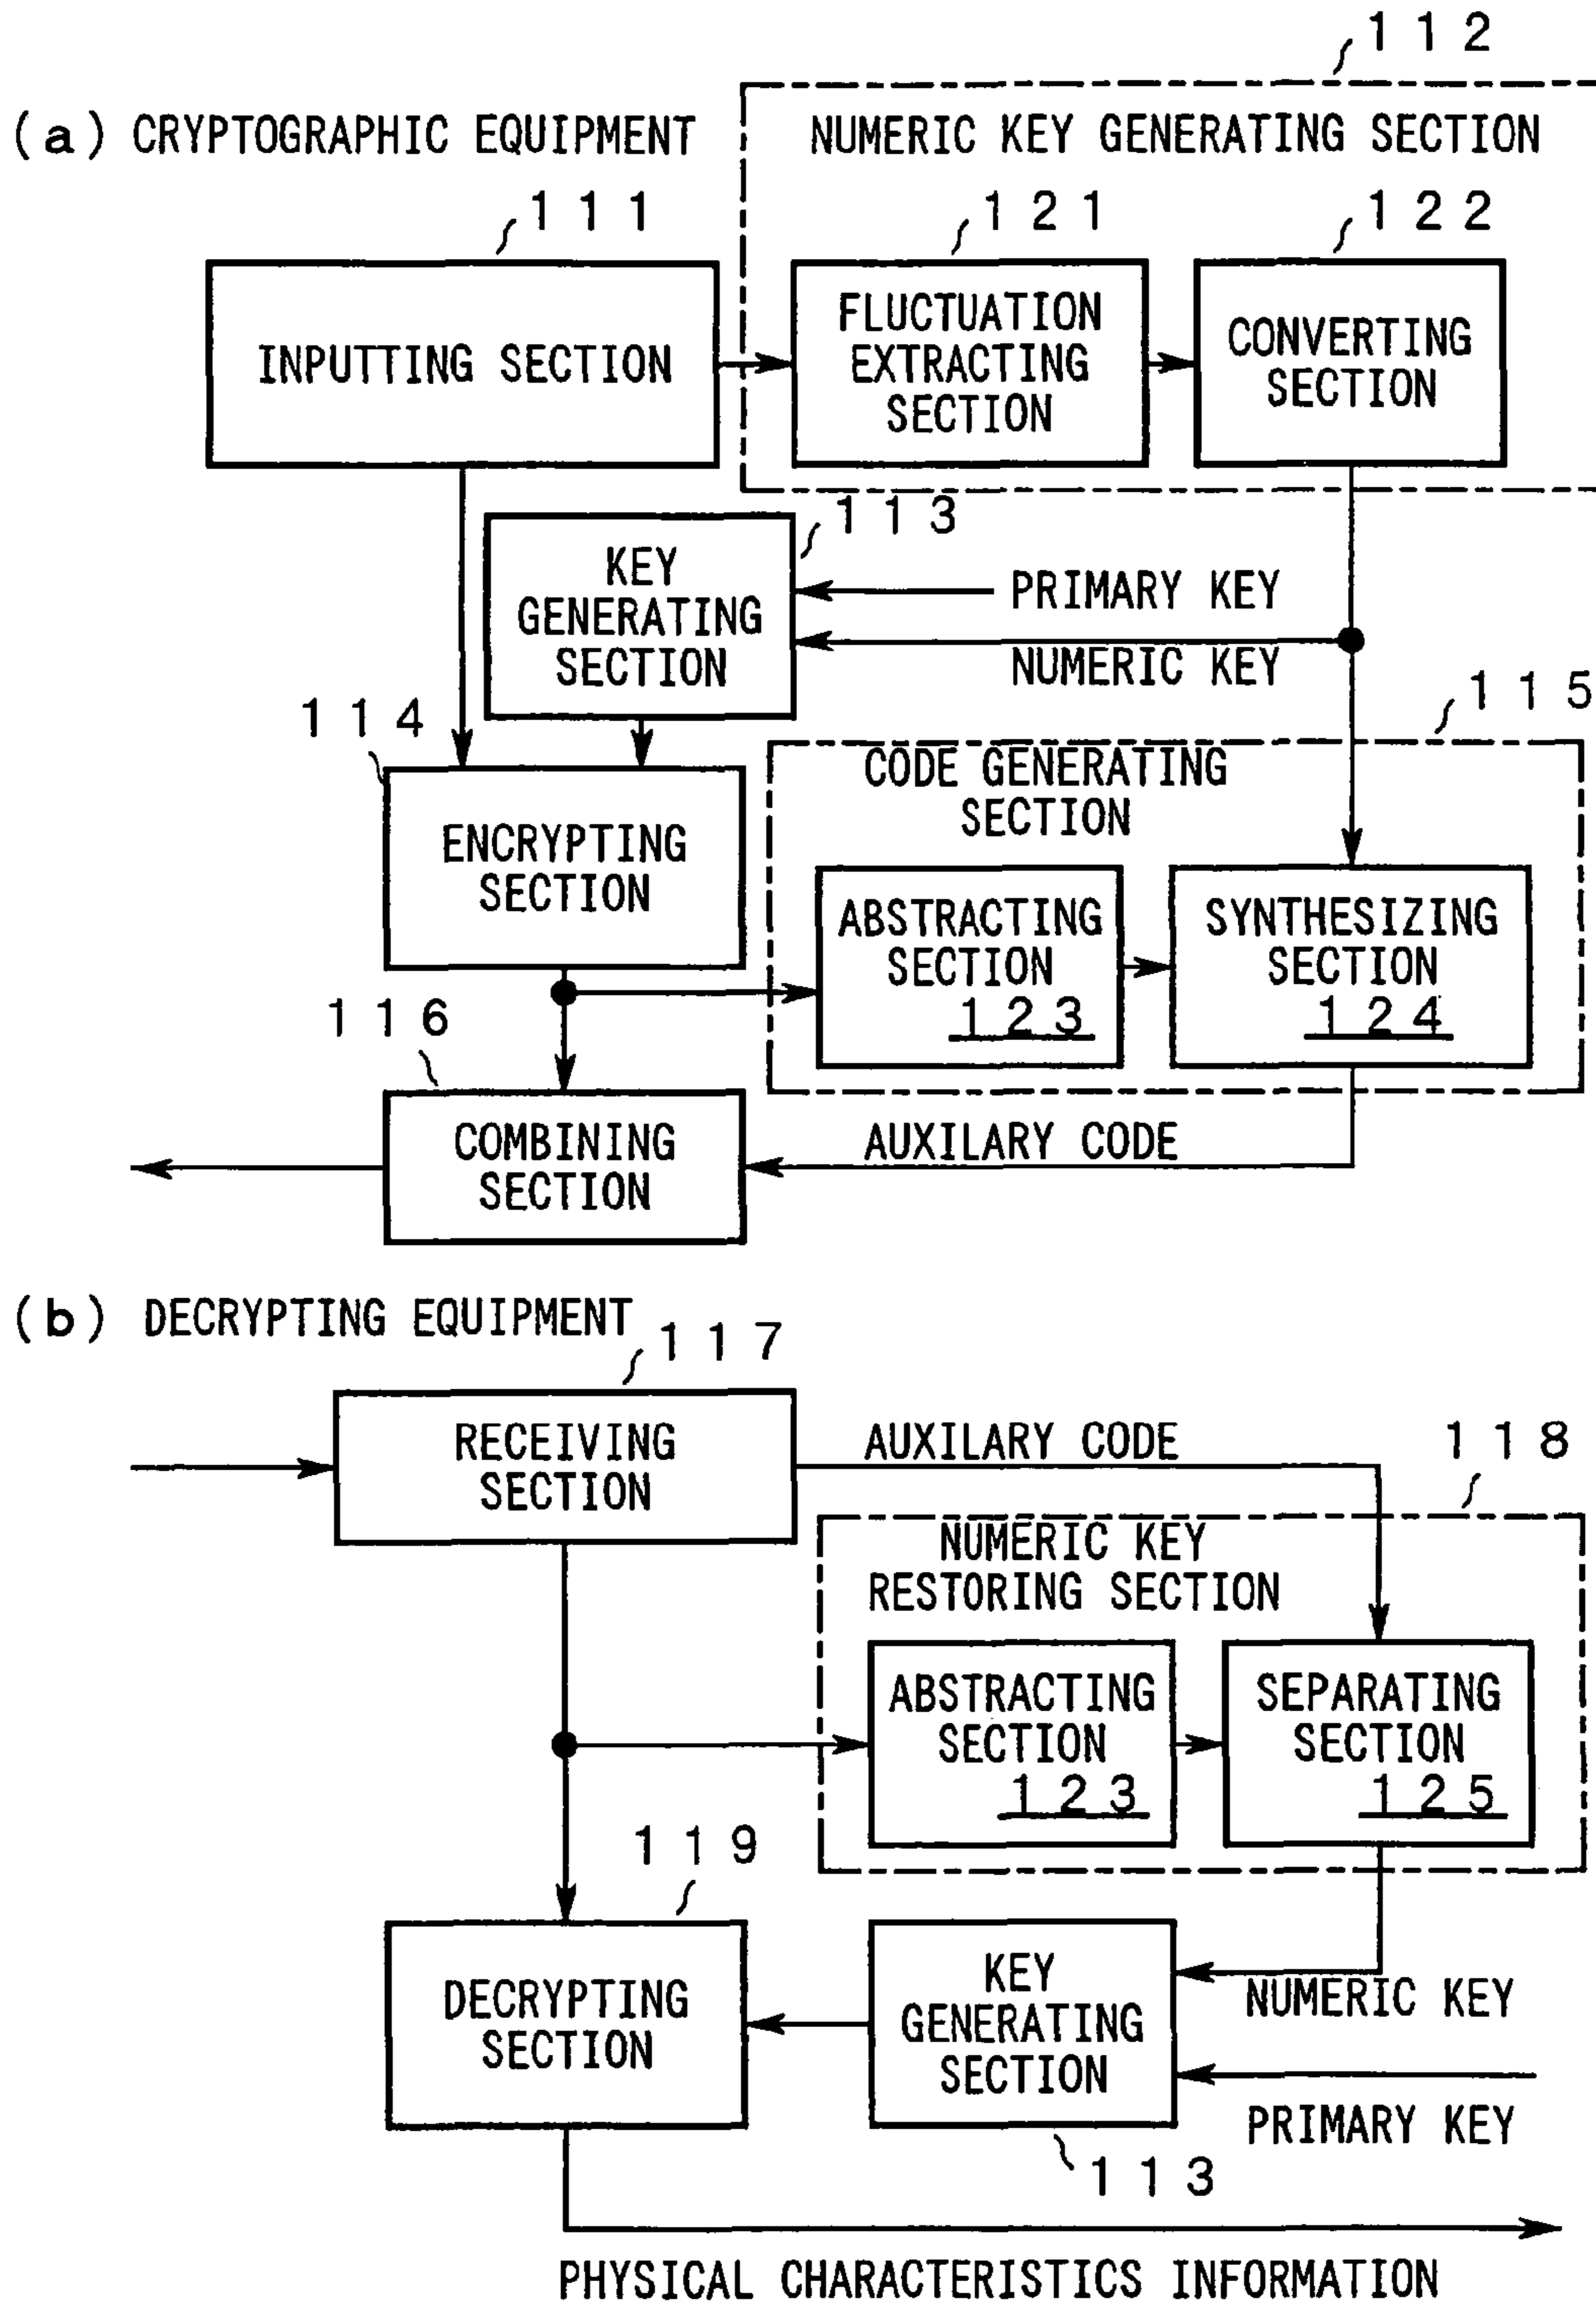 112
(a) CRYPTOGRAPHIC EQUIPMENT
NUMERIC KEY GENERATING SECTION
111
121
122
INPUTTING SECTION
FLUCTUATION
EXTRACTING
SECTION
CONVERTING
SECTION
113
KEY
GENERATING
SECTION
PRIMARY KEY
NUMERIC KEY
114
115
CODE GENERATING
SECTION
ENCRYPTING
SECTION
ABSTRACTING
SECTION
123
SYNTHESIZING
SECTION
124
116
COMBINING
SECTION
AUXILARY CODE
(b) DECRYPTING EQUIPMENT
117
RECEIVING
SECTION
AUXILARY CODE
118
NUMERIC KEY
RESTORING SECTION
ABSTRACTING
SECTION
123
SEPARATING
SECTION
125
119
DECRYPTING
SECTION
KEY
GENERATING
SECTION
NUMERIC KEY
PRIMARY KEY
113
PHYSICAL CHARACTERISTICS INFORMATION